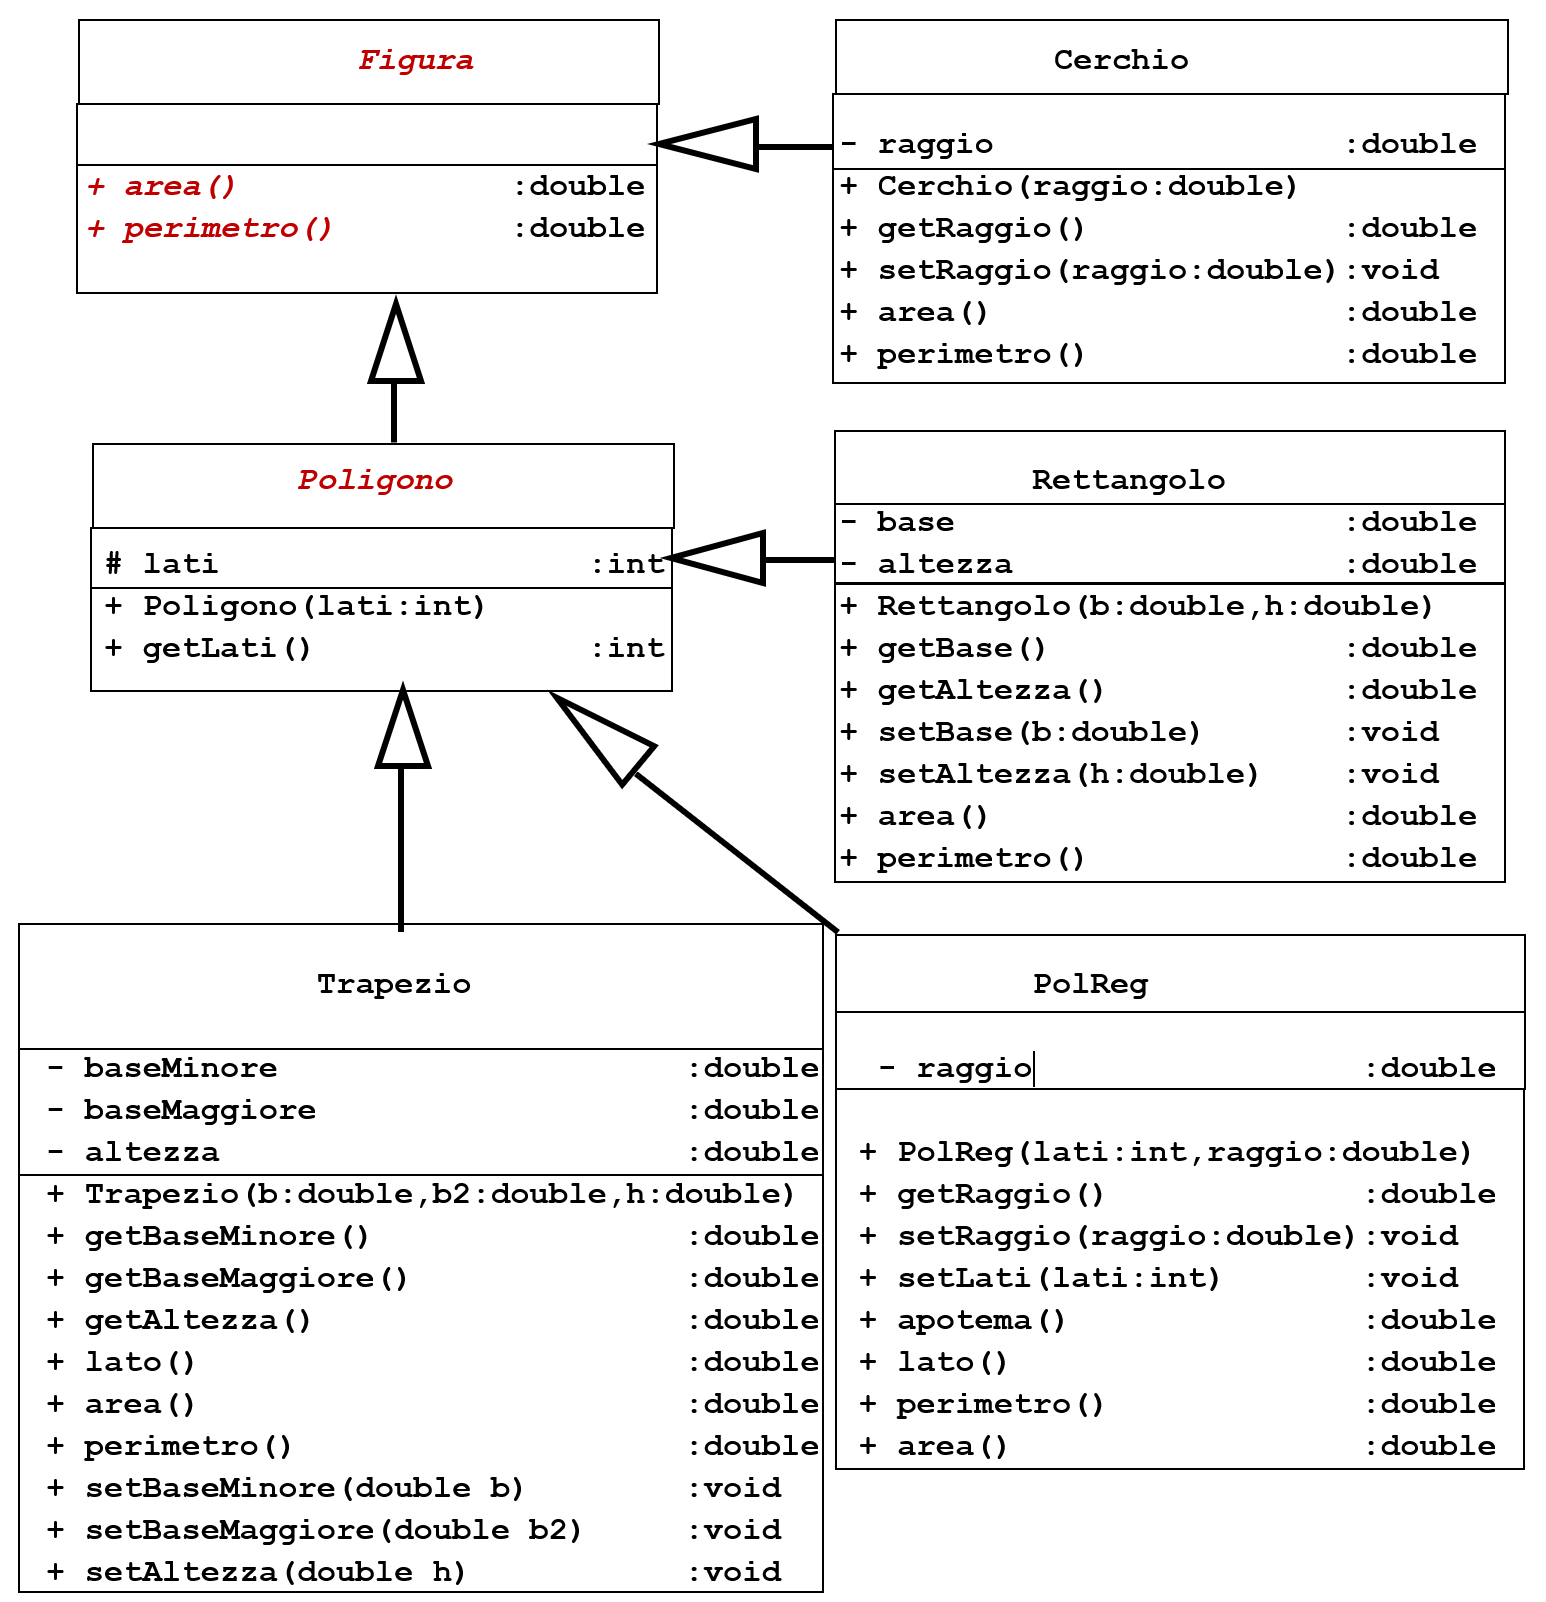 Figura
+ area() :double
+ perimetro() :double
Cerchio
- raggio :double
+ Cerchio(raggio:double)
+ getRaggio() :double
+ setRaggio(raggio:double):void
+ area() :double
+ perimetro() :double
Poligono
# lati :int
+ Poligono(lati:int)
+ getLati() :int
Rettangolo
- base :double
- altezza :double
+ Rettangolo(b:double,h:double)
+ getBase() :double
+ getAltezza() :double
+ setBase(b:double) :void
+ setAltezza(h:double) :void
+ area() :double
+ perimetro() :double
Trapezio
- baseMinore :double
- baseMaggiore :double
- altezza :double
+ Trapezio(b:double,b2:double,h:double)
+ getBaseMinore() :double
+ getBaseMaggiore() :double
+ getAltezza() :double
+ lato() :double
+ area() :double
+ perimetro() :double
+ setBaseMinore(double b) :void
+ setBaseMaggiore(double b2) :void
+ setAltezza(double h) :void
PolReg
- raggio :double
+ PolReg(lati:int,raggio:double)
+ getRaggio() :double
+ setRaggio(raggio:double):void
+ setLati(lati:int) :void
+ apotema() :double
+ lato() :double
+ perimetro() :double
+ area() :double